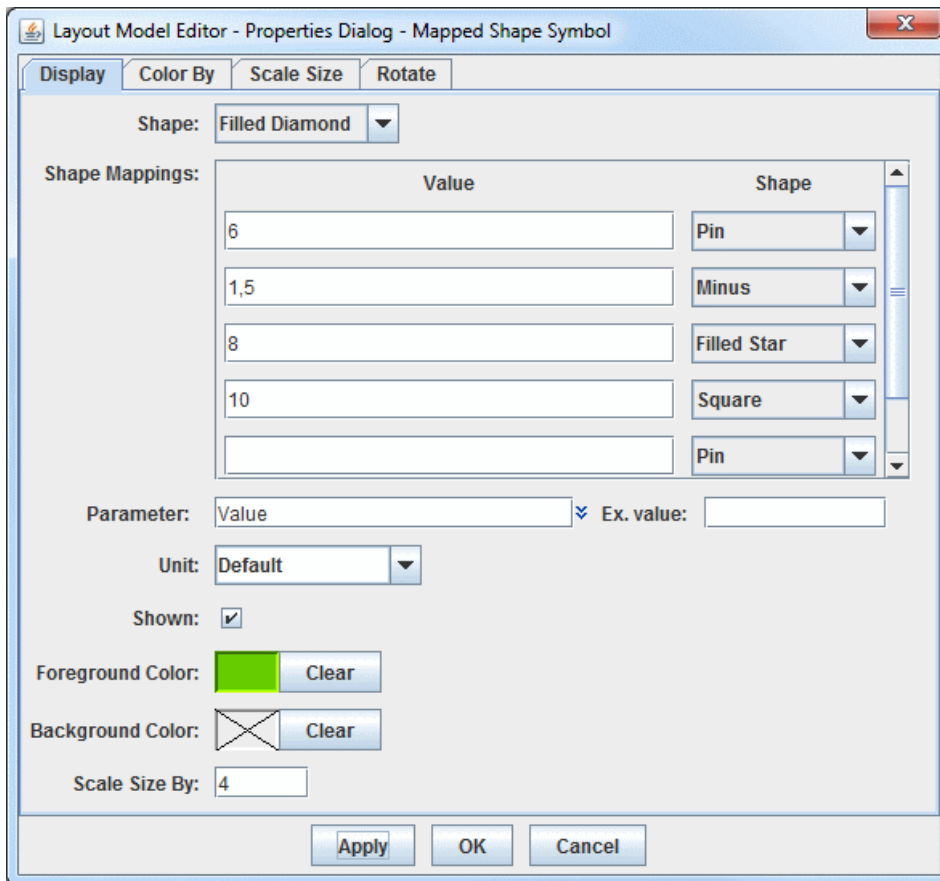 Layout Model Editor - Properties Dialog - Mapped Shape Symbol
Display Color By Scale Size Rotate
Shape: Filled Diamond
Shape Mappings: Value Shape
6 Pin
1,5 Minus
8 Filled Star
10 Square
Pin
Parameter: Value Ex. value:
Unit: Default
Shown:
Foreground Color: Clear
Background Color: Clear
Scale Size By: 4
Apply OK Cancel